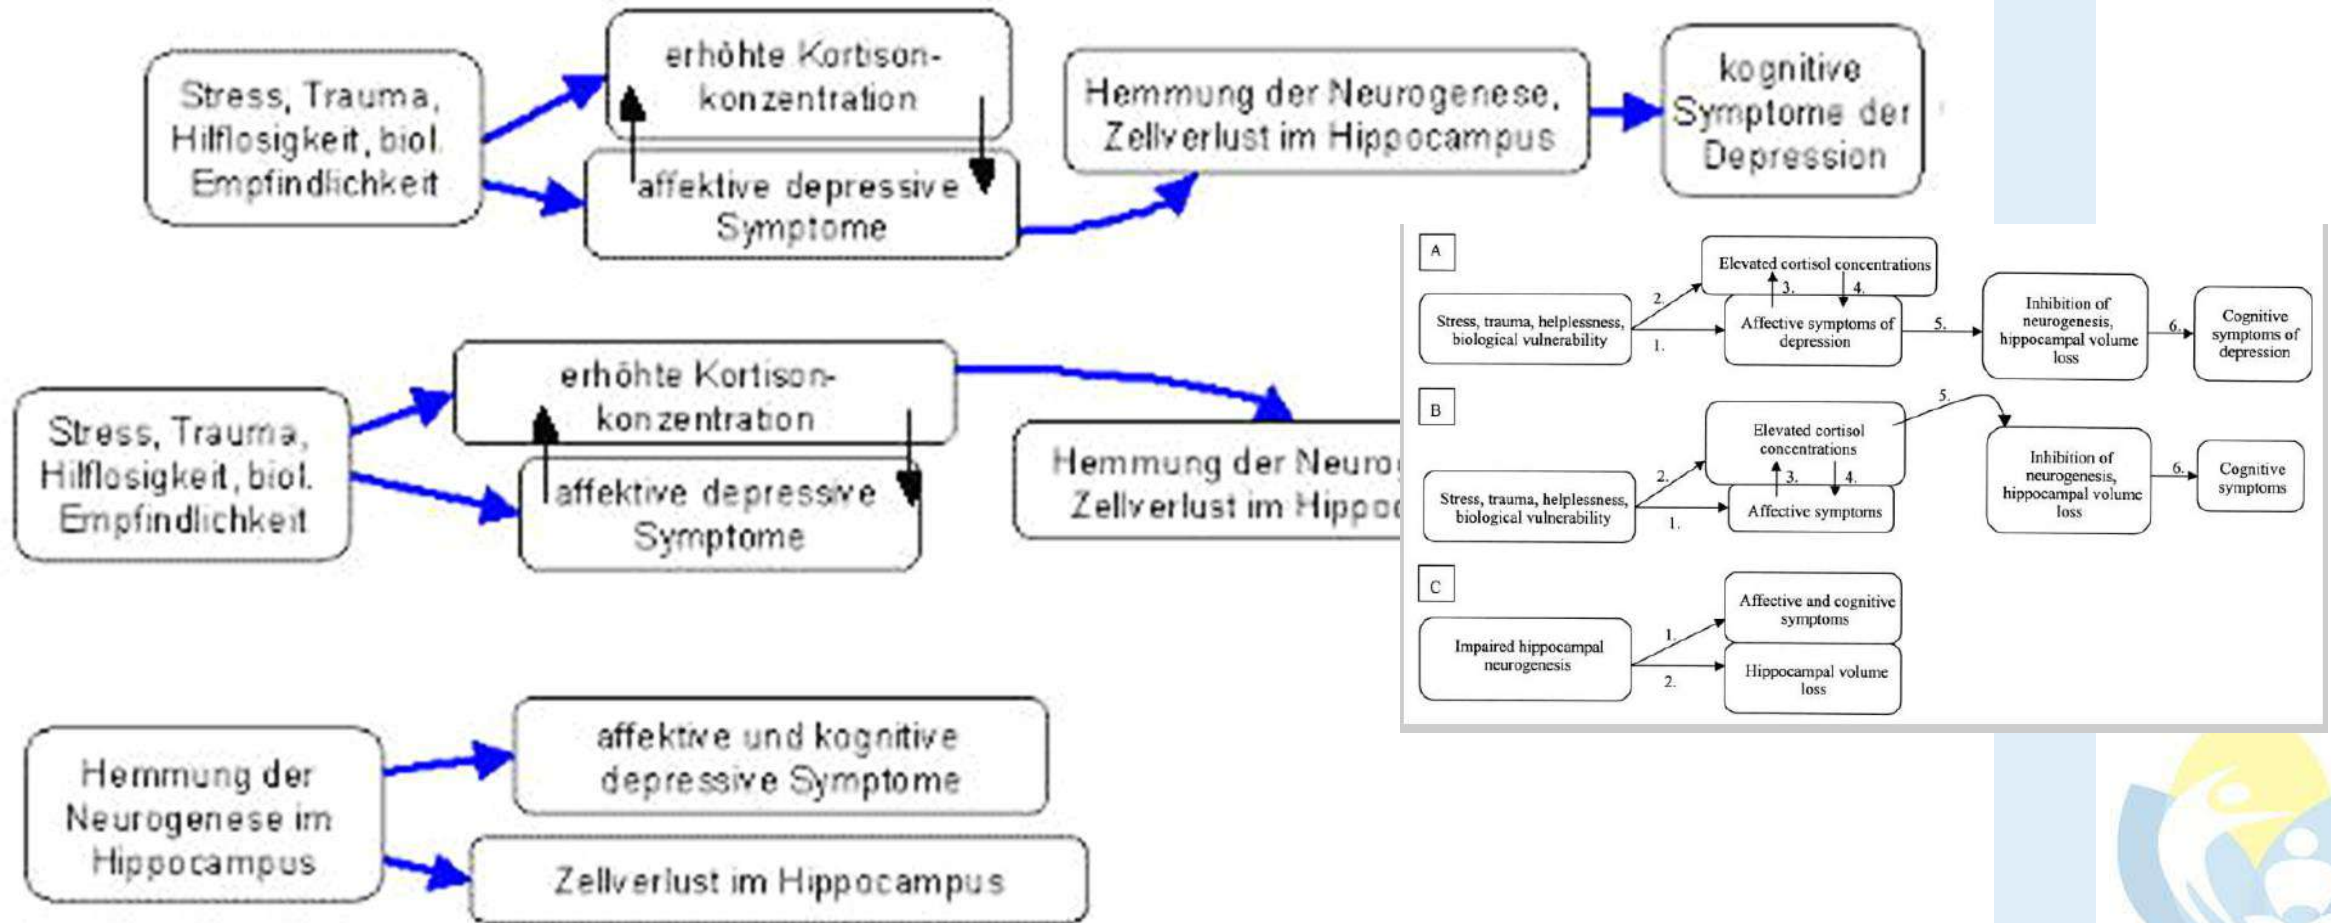 Stress, Trauma,
Hilflosigkeit, biol.
Empfindlichkeit
erhöhte Kortison-
konzentration
affektive depressive
Symptome
Hemmung der Neurogenese,
Zellverlust im Hippocampus
kognitive
Symptome der
Depression
Stress, Trauma,
Hilflosigkeit, biol.
Empfindlichkeit
erhöhte Kortison-
konzentration
affektive depressive
Symptome
Hemmung der Neuro
Zellverlust im Hippoc
Hemmung der
Neurogenese im
Hippocampus
affektive und kognitive
depressive Symptome
Zellverlust im Hippocampus
A
Stress, trauma, helplessness,
biological vulnerability
2.
1.
Elevated cortisol concentrations
3.
4.
Affective symptoms of
depression
5.
Inhibition of
neurogenesis,
hippocampal volume
loss
6.
Cognitive
symptoms of
depression
B
Stress, trauma, helplessness,
biological vulnerability
2.
1.
Elevated cortisol
concentrations
3.
4.
Affective symptoms
5.
Inhibition of
neurogenesis,
hippocampal volume
loss
6.
Cognitive
symptoms
C
Impaired hippocampal
neurogenesis
1.
2.
Affective and cognitive
symptoms
Hippocampal volume
loss